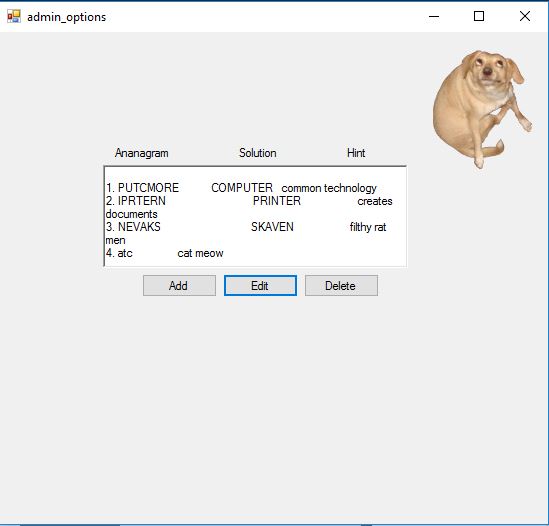 admin_options
Ananagram Solution Hint
1. PUTCMORE COMPUTER common technology
2. IPRTERN PRINTER creates
documents
3. NEVAKS SKAVEN filthy rat
men
4. atc cat meow
Add Edit Delete